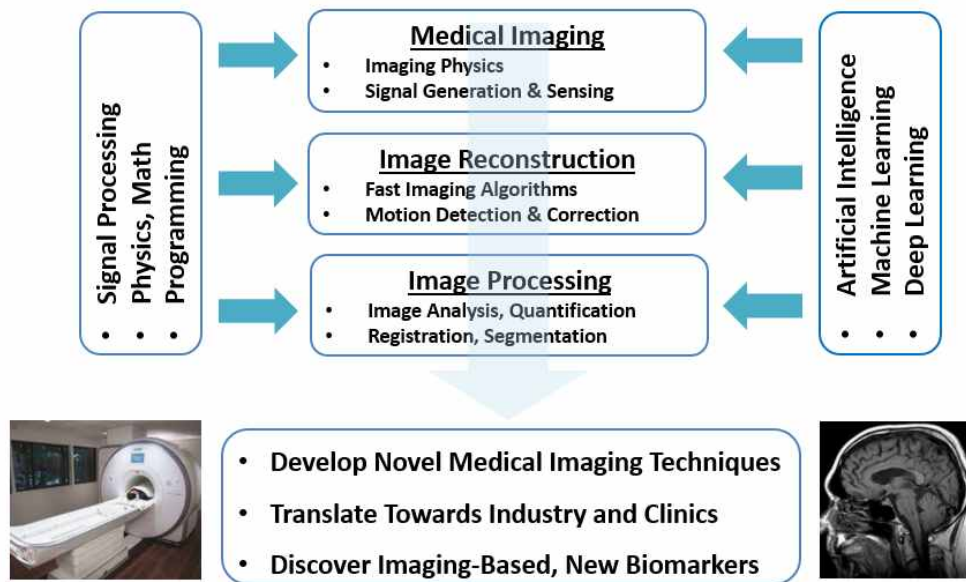 • Signal Processing
• Physics, Math
• Programming
Medical Imaging
• Imaging Physics
• Signal Generation & Sensing
Image Reconstruction
• Fast Imaging Algorithms
• Motion Detection & Correction
Image Processing
• Image Analysis, Quantification
• Registration, Segmentation
• Artificial Intelligence
• Machine Learning
• Deep Learning
• Develop Novel Medical Imaging Techniques
• Translate Towards Industry and Clinics
• Discover Imaging-Based, New Biomarkers